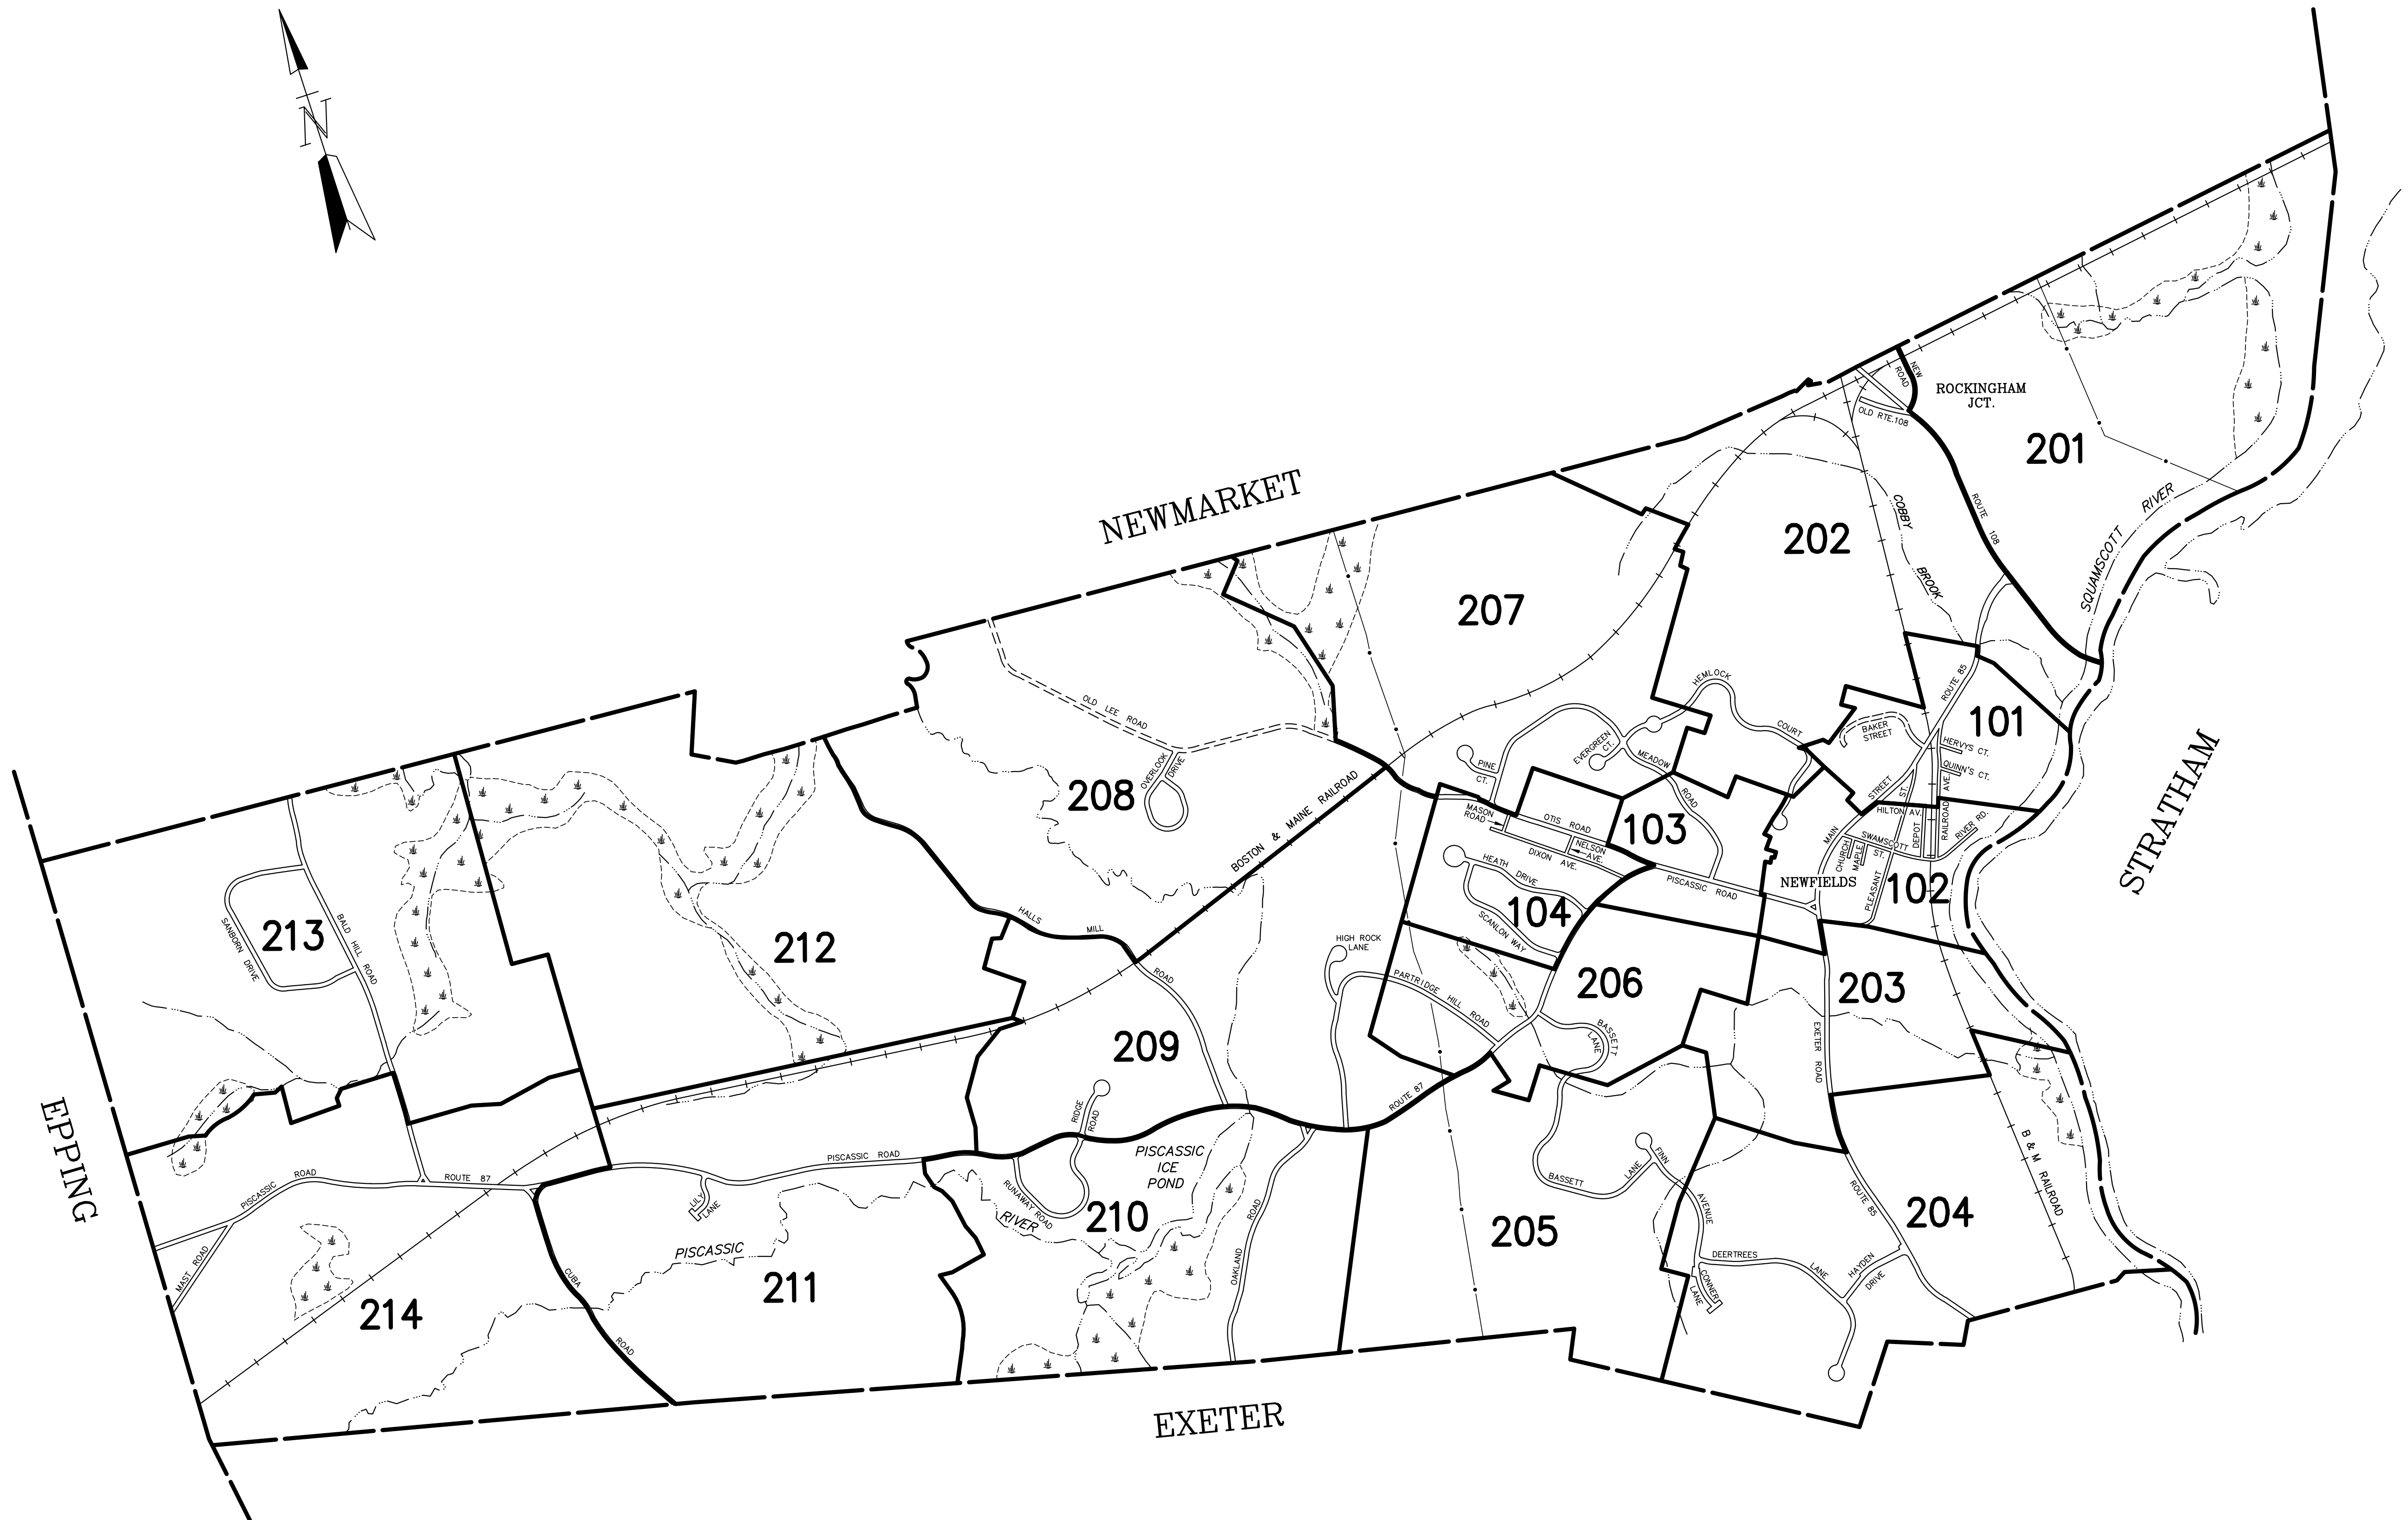 N
NEW
ROAD
ROCKINGHAM
JCT.
OLD RTE.108
201
NEWMARKET
COBBY
BROOK
ROUTE
108
SQUAMSCOTT RIVER
202
207
HEMLOCK
COURT
ROUTE 85
101
OLD LEE ROAD
BAKER
STREET
HERVYS CT.
EVERGREEN
CT.
MEADOW
ROAD
PINE
CT.
QUINN'S CT.
OVERLOOK
DRIVE
208
BOSTON & MAINE RAILROAD
STREET
ST.
RAILROAD AVE
STRATHAM
MASON
ROAD
OTIS ROAD
103
HILTON AV.
DEPOT
RIVER RD.
MAIN
SWAMSCOTT
ST.
NELSON
AVE.
DIXON AVE.
CHURCH
MAPLE
HEATH
DRIVE
PISCASSIC ROAD
NEWFIELDS
102
PLEASANT
104
SCANLON WAY
HALLS
MILL
ROAD
BALD HILL ROAD
SANBORN DRIVE
213
212
HIGH ROCK
LANE
PARTRIDGE HILL
ROAD
206
203
BASSETT
LANE
EXETER ROAD
209
RIDGE
ROAD
ROUTE 87
EPPING
PISCASSIC
ICE
POND
PISCASSIC ROAD
BASSETT
LANE
FINN
AVENUE
B & M RAILROAD
PISCASSIC
ROAD
ROUTE 87
LILY
LANE
RUNAWAY ROAD
RIVER
210
OAKLAND
ROAD
205
ROUTE 85
204
MAST ROAD
PISCASSIC
DEERTREES
LANE
HAYDEN
DRIVE
CONNER
LANE
CUBA
ROAD
211
214
EXETER